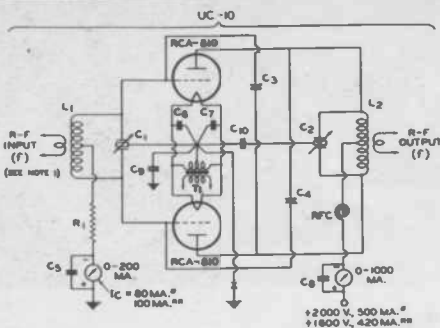 UC-10
RCA-810
L1
R-F
INPUT
(f)
(SEE NOTE 1)
C1
C6
C7
C3
C10
C2
L2
R-F
OUTPUT
(f)
C9
T1
C4
R1
RFC
RCA-810
C5
0-200
MA.
IC = 80 MA.#
100 MA.**
C8
0-1000
MA.
+2000 V., 500 MA.#
+1600 V., 420 MA.**